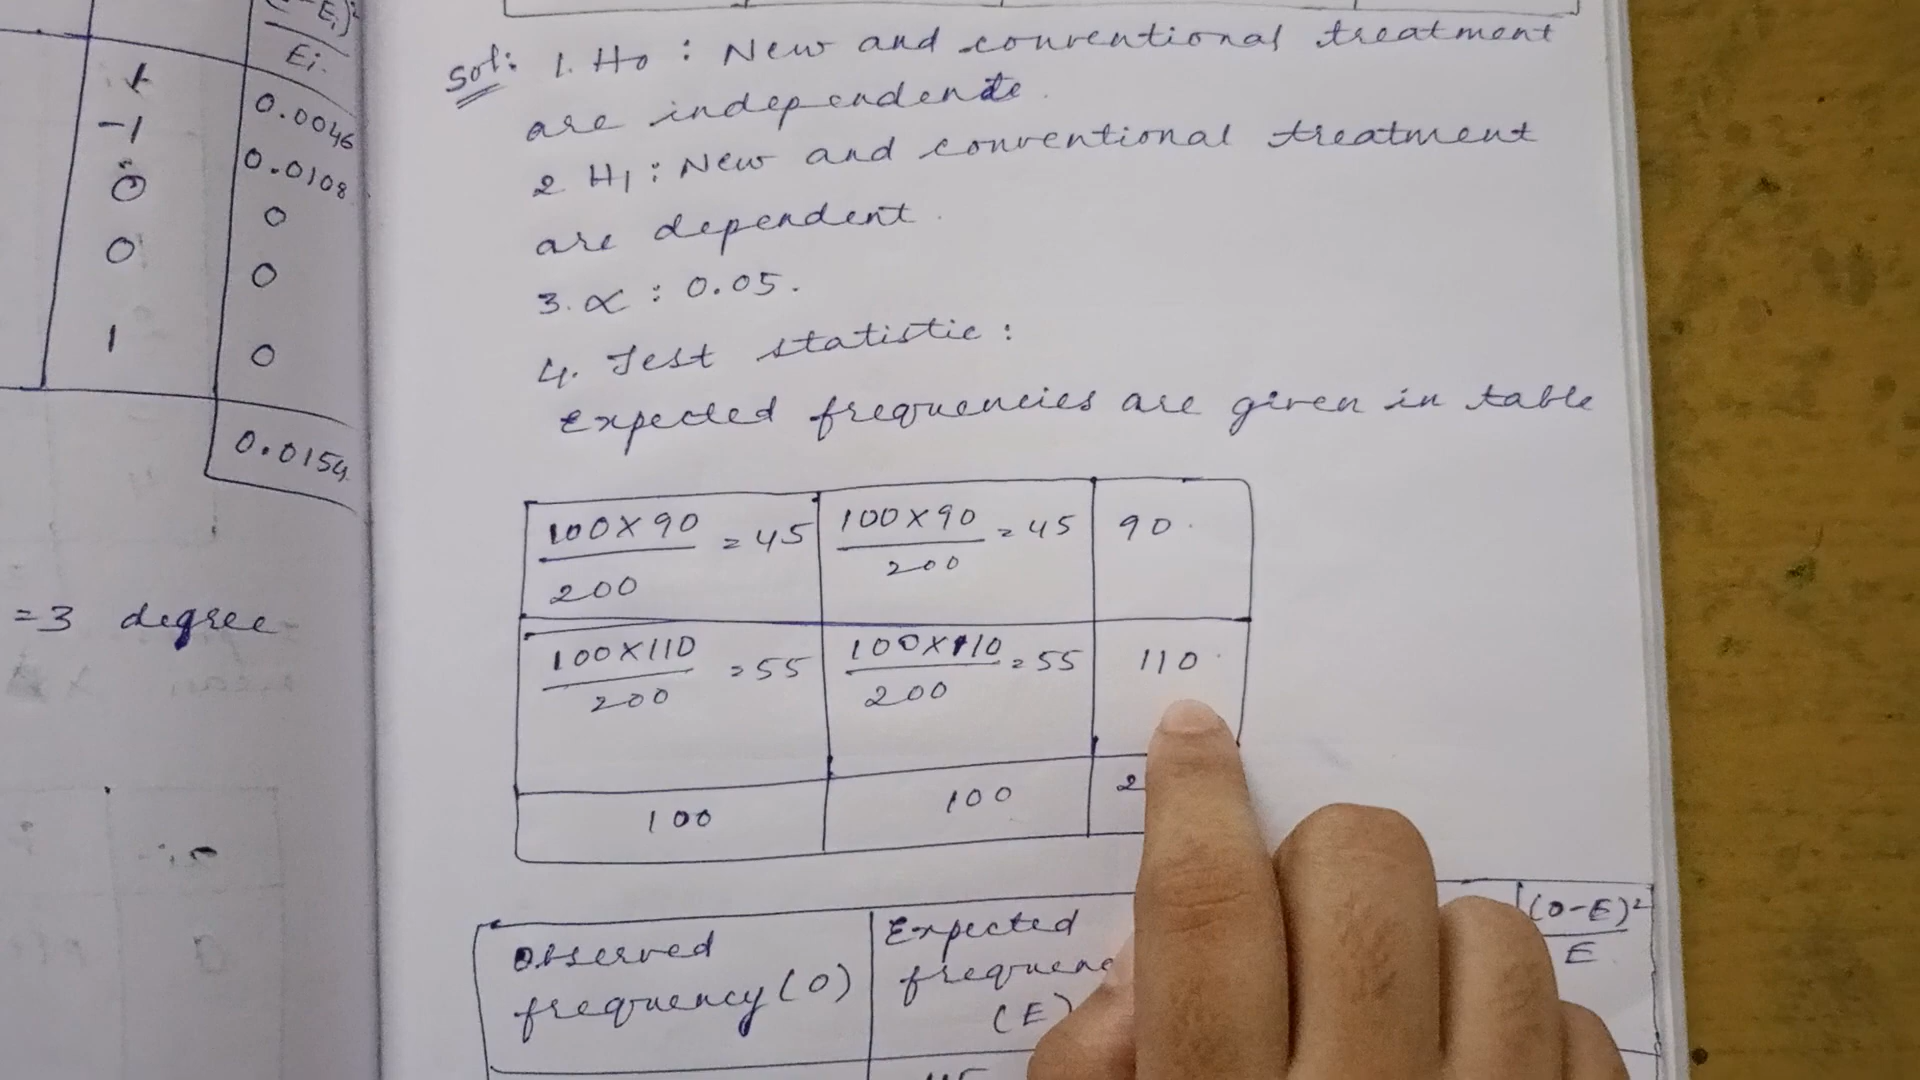 Ei
1
-1
0
0
1
0.0046
0.0108
0
0
0
0.0154
=3 degree
Sol: 1. H0 : New and conventional treatment
are independent.
2 H1 : New and conventional treatment
are dependent.
3. α : 0.05.
4. Test statistic :
Expected frequencies are given in table
100 X 90 / 200 = 45 100 X 90 / 200 = 45 90
100 X 110 / 200 = 55 100 X 110 / 200 = 55 110
100 100 2
Observed Expected (O-E)²
frequency (O) E
(E)